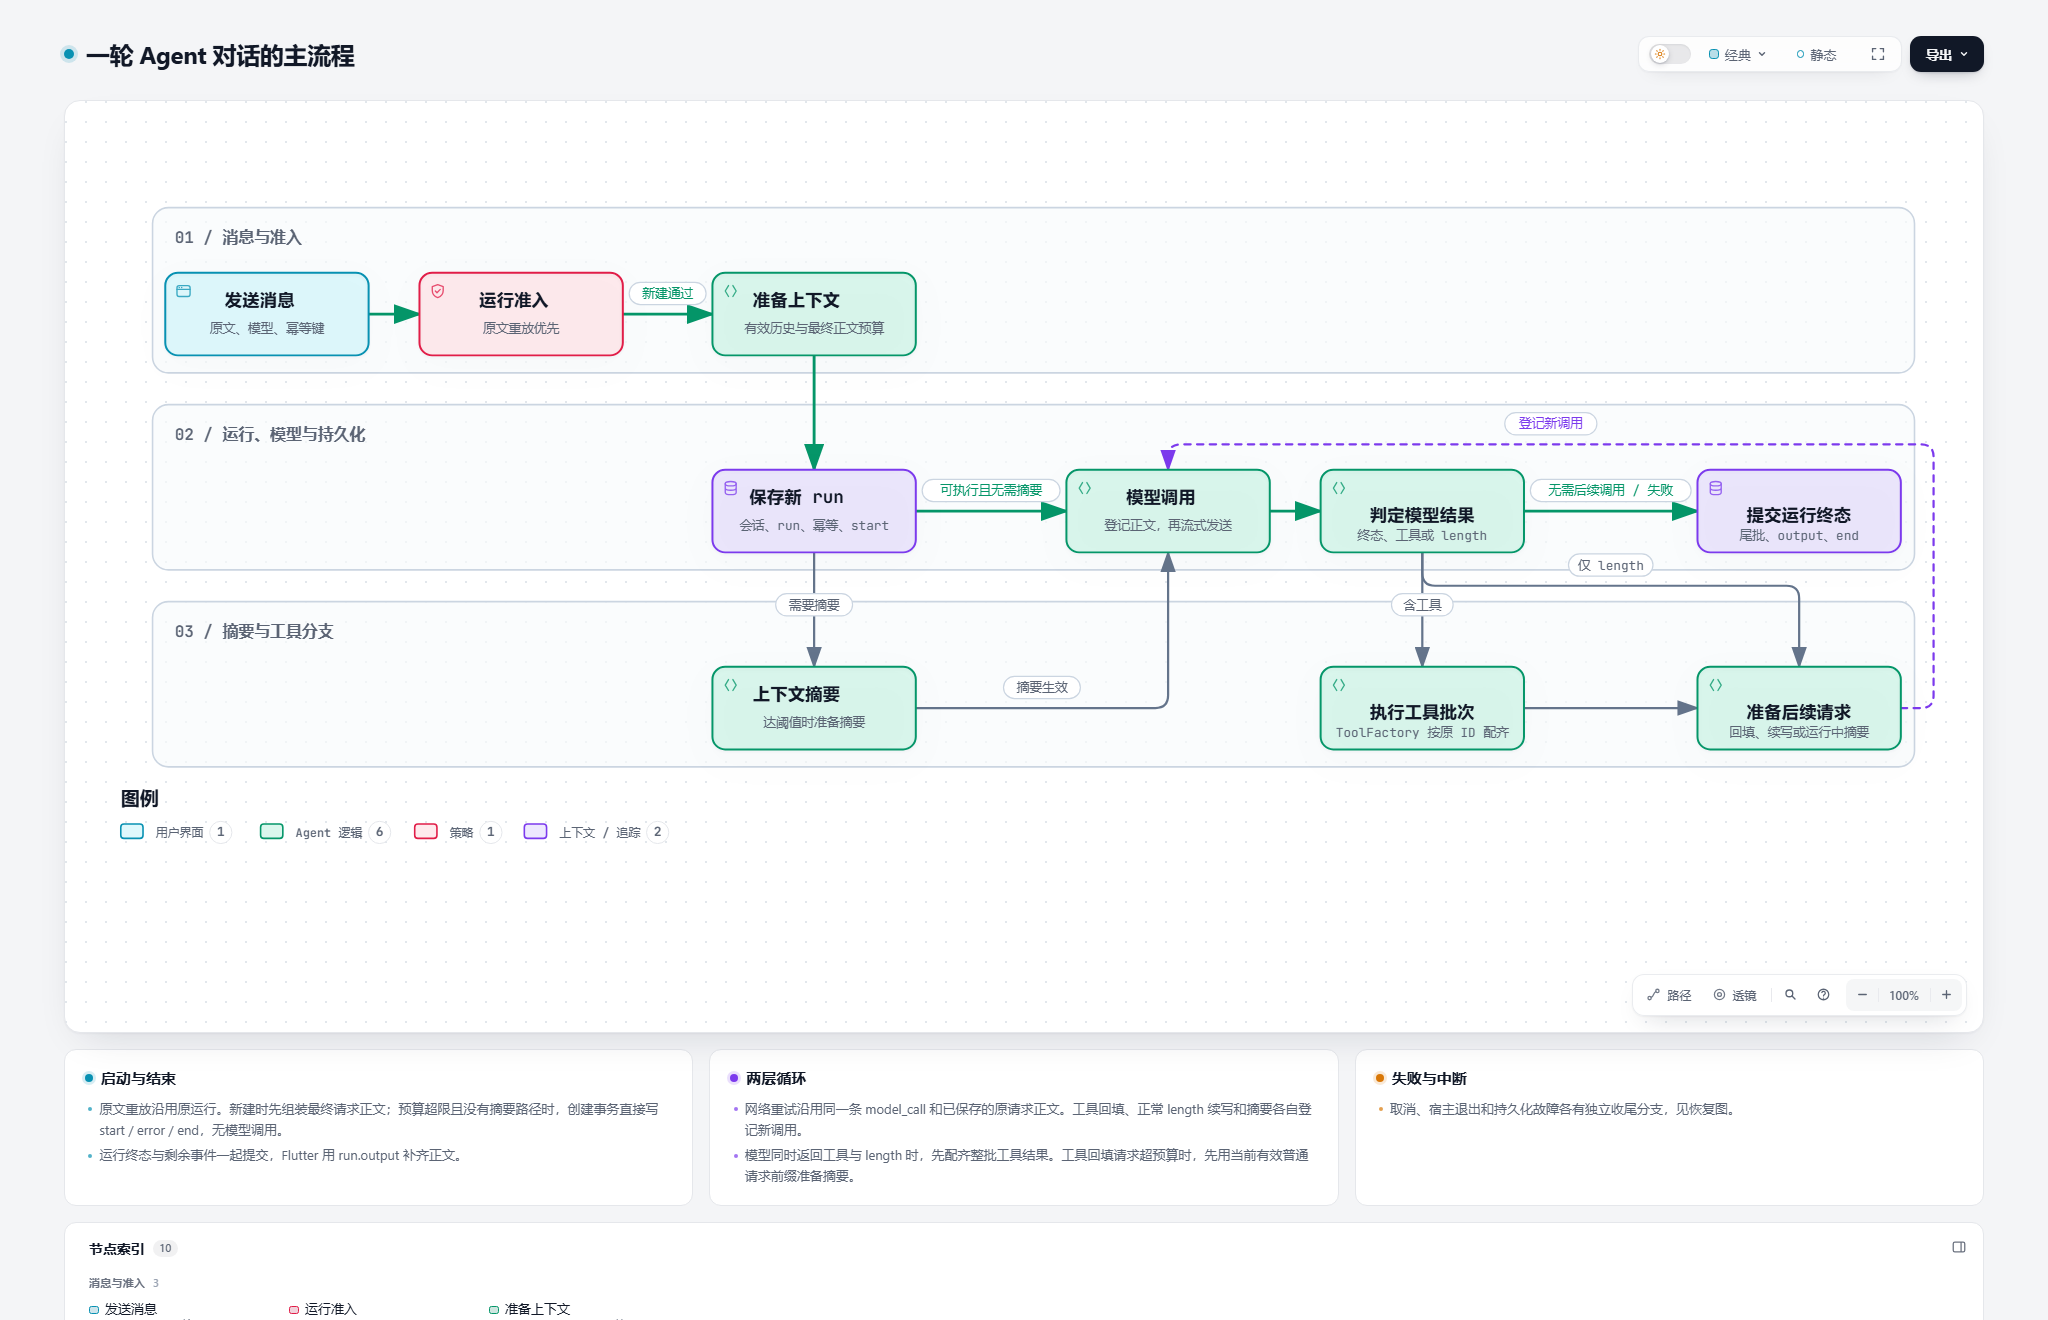 一轮 Agent 对话的主流程
经典
静态
导出
01 / 消息与准入
发送消息
原文、模型、幂等键
运行准入
原文重放优先
新建通过
准备上下文
有效历史与最终正文预算
02 / 运行、模型与持久化
登记新调用
保存新 run
会话、run、幂等、start
可执行且无需摘要
模型调用
登记正文，再流式发送
判定模型结果
终态、工具或 length
无需后续调用 / 失败
提交运行终态
尾批、output、end
仅 length
需要摘要
含工具
03 / 摘要与工具分支
上下文摘要
达阈值时准备摘要
摘要生效
执行工具批次
ToolFactory 按原 ID 配齐
准备后续请求
回填、续写或运行中摘要
图例
用户界面 1
Agent 逻辑 6
策略 1
上下文 / 追踪 2
路径
透镜
100%
启动与结束
原文重放沿用原运行。新建时先组装最终请求正文；预算超限且没有摘要路径时，创建事务直接写
start / error / end，无模型调用。
运行终态与剩余事件一起提交，Flutter 用 run.output 补齐正文。
两层循环
网络重试沿用同一条 model_call 和已保存的原请求正文。工具回填、正常 length 续写和摘要各自登
记新调用。
模型同时返回工具与 length 时，先配齐整批工具结果。工具回填请求超预算时，先用当前有效普通
请求前缀准备摘要。
失败与中断
取消、宿主退出和持久化故障各有独立收尾分支，见恢复图。
节点索引 10
消息与准入 3
发送消息
运行准入
准备上下文